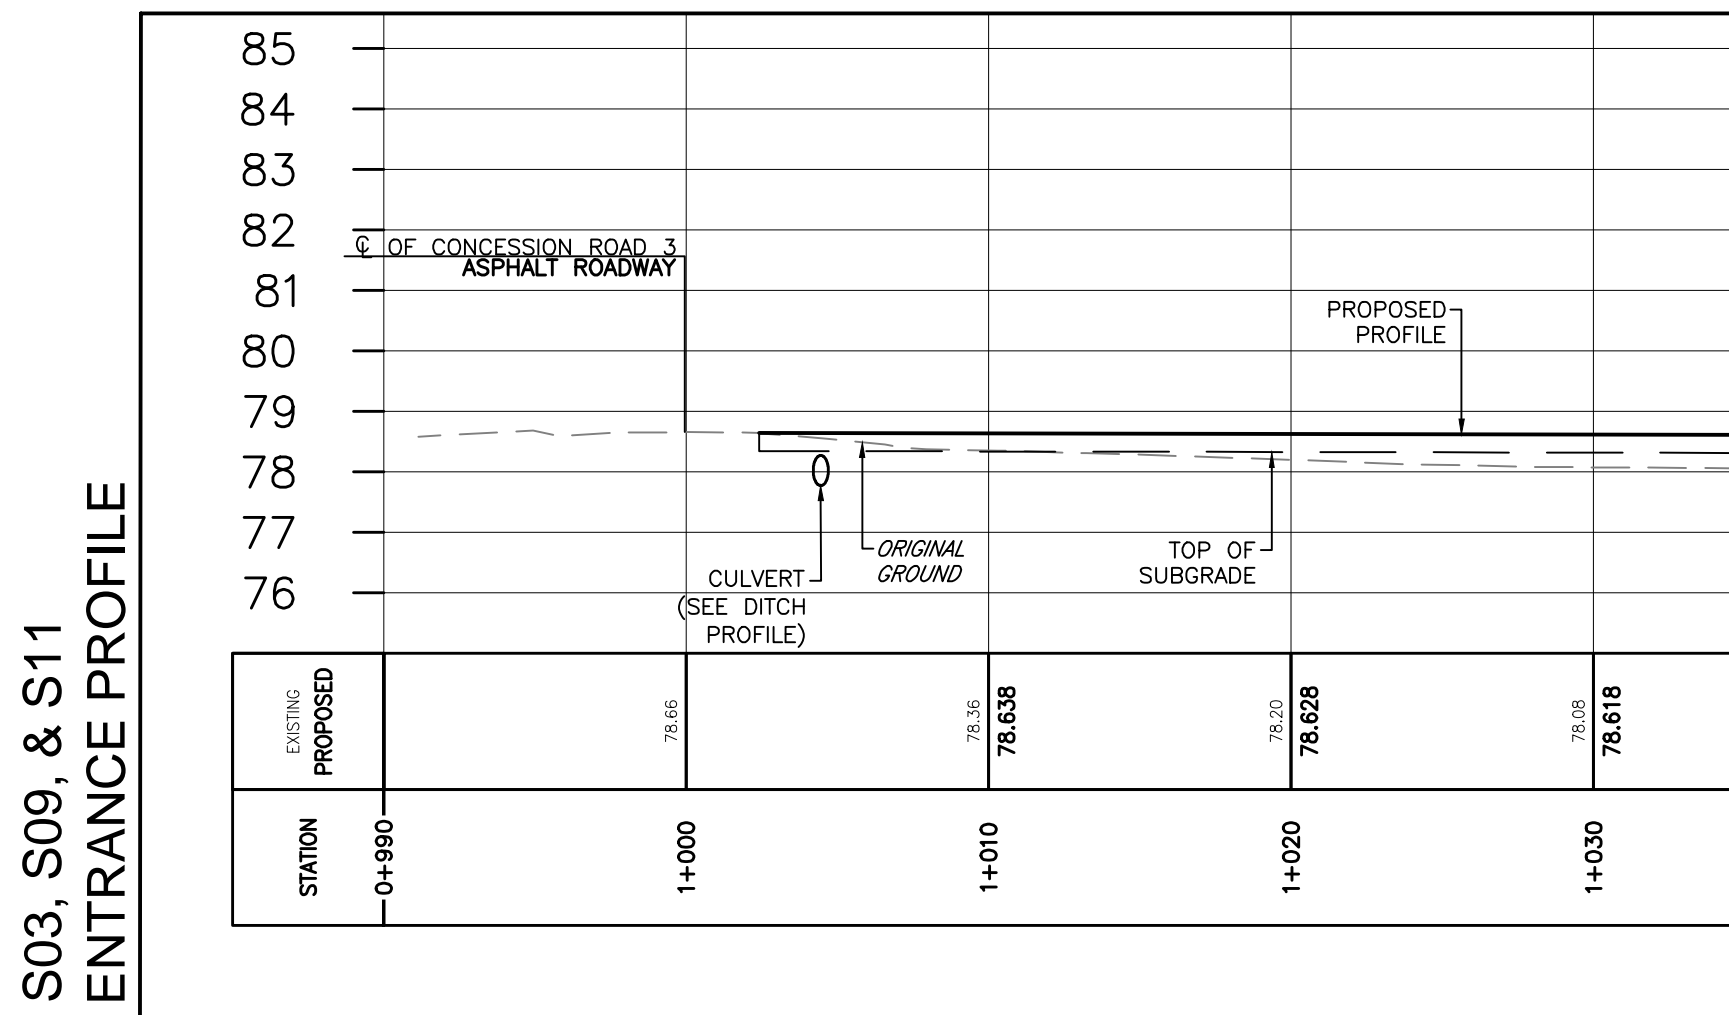 S03, S09, & S11
ENTRANCE PROFILE
85
84
83
82
81
80
79
78
77
76
℄ OF CONCESSION ROAD 3
ASPHALT ROADWAY
PROPOSED
PROFILE
ORIGINAL
GROUND
TOP OF
SUBGRADE
CULVERT
(SEE DITCH
PROFILE)
EXISTING
PROPOSED
78.66
78.36
78.638
78.20
78.628
78.08
78.618
STATION
0+990
1+000
1+010
1+020
1+030